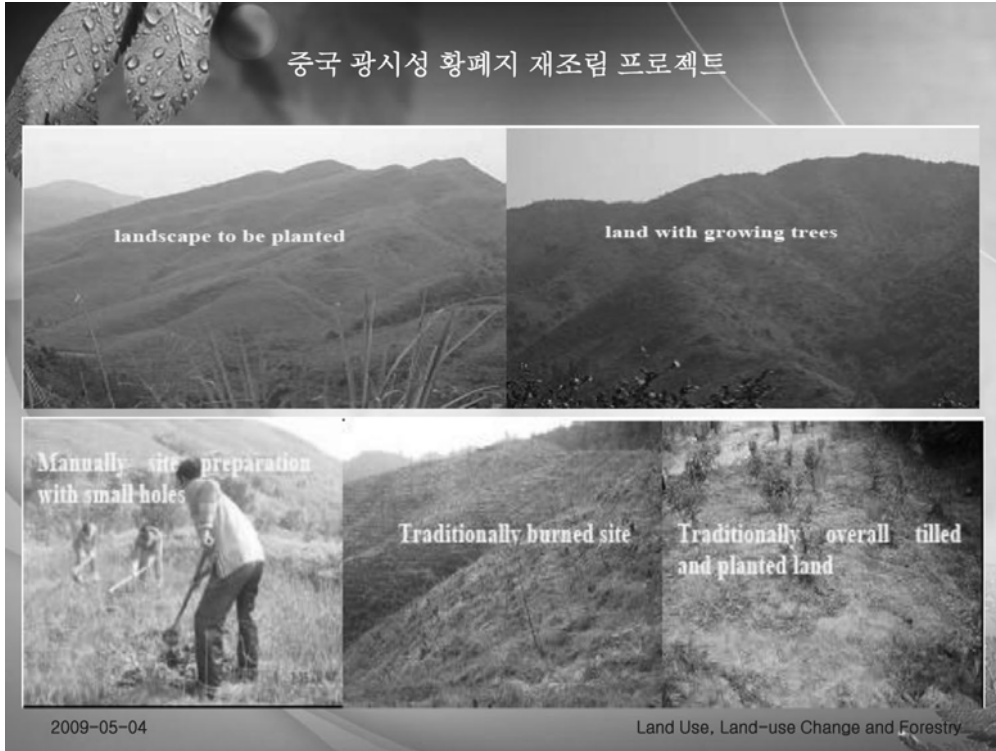 중국 광시성 황폐지 재조림 프로젝트
landscape to be planted
land with growing trees
Manually site preparation
with small holes
Traditionally burned site
Traditionally overall tilled
and planted land
2009-05-04
Land Use, Land-use Change and Forestry